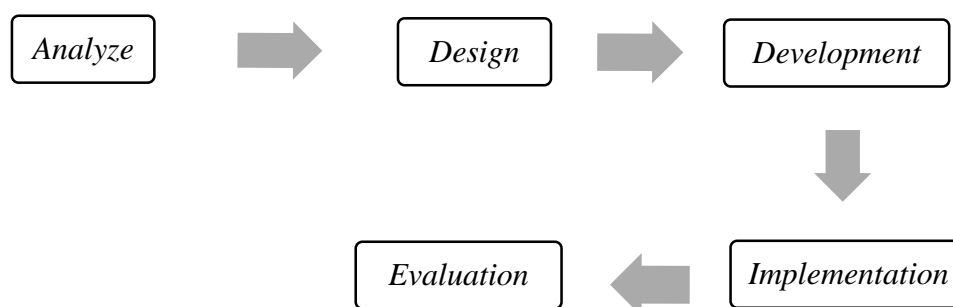 Analyze
Design
Development
Implementation
Evaluation